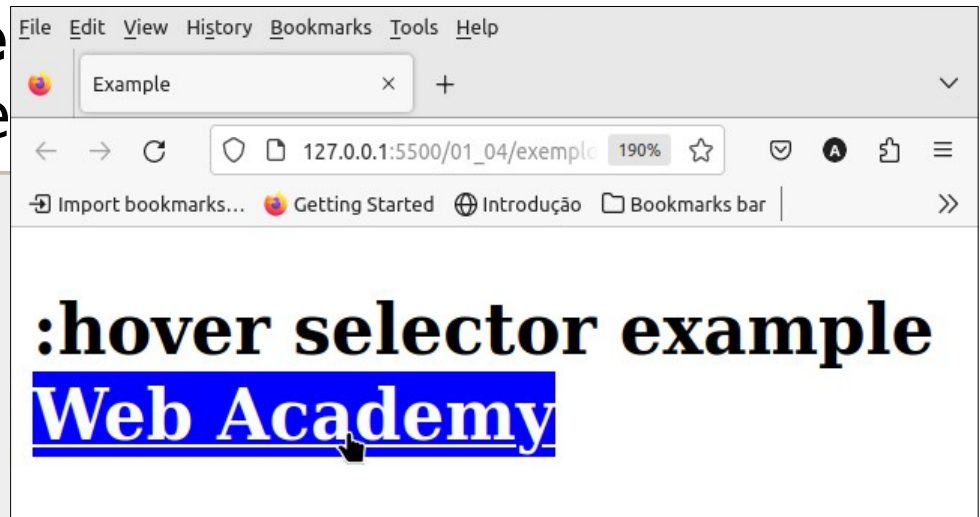 File Edit View History Bookmarks Tools Help
Example
127.0.0.1:5500/01_04/exemplo 190%
Import bookmarks... Getting Started Introdução Bookmarks bar
:hover selector example
Web Academy